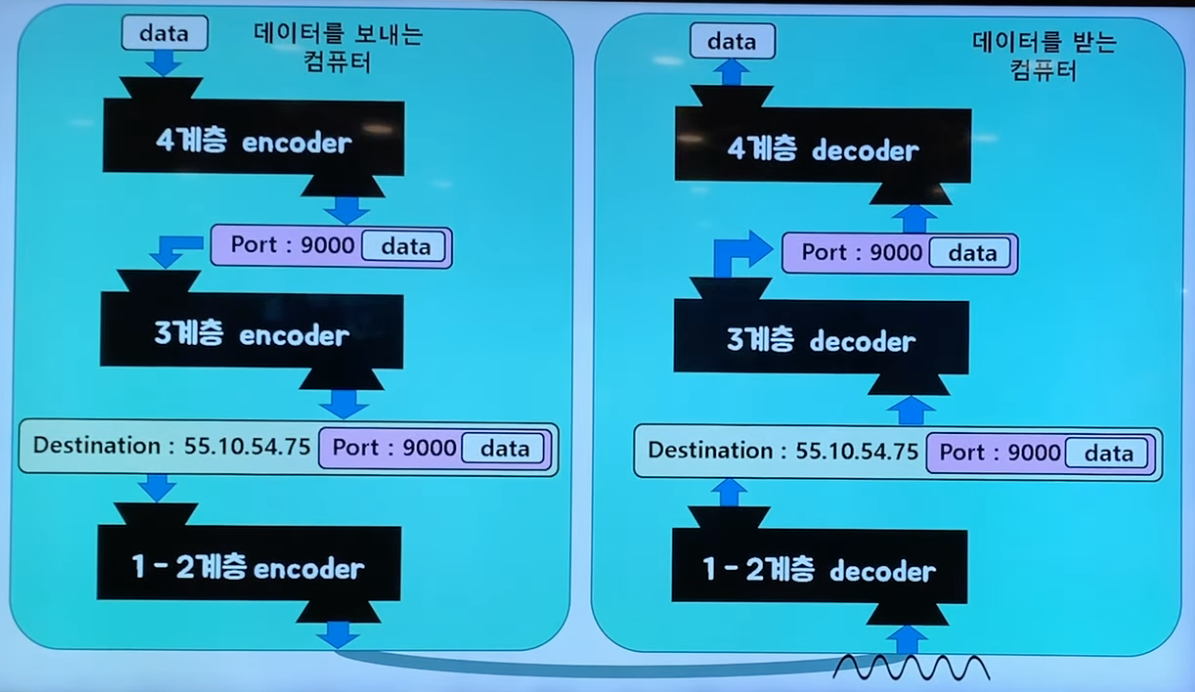 data
데이터를 보내는
컴퓨터
4계층 encoder
Port : 9000 data
3계층 encoder
Destination : 55.10.54.75 Port : 9000 data
1 - 2계층 encoder
data
데이터를 받는
컴퓨터
4계층 decoder
Port : 9000 data
3계층 decoder
Destination : 55.10.54.75 Port : 9000 data
1 - 2계층 decoder